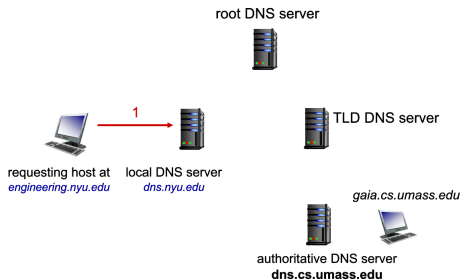 root DNS server
1
TLD DNS server
requesting host at
engineering.nyu.edu
local DNS server
dns.nyu.edu
gaia.cs.umass.edu
authoritative DNS server
dns.cs.umass.edu